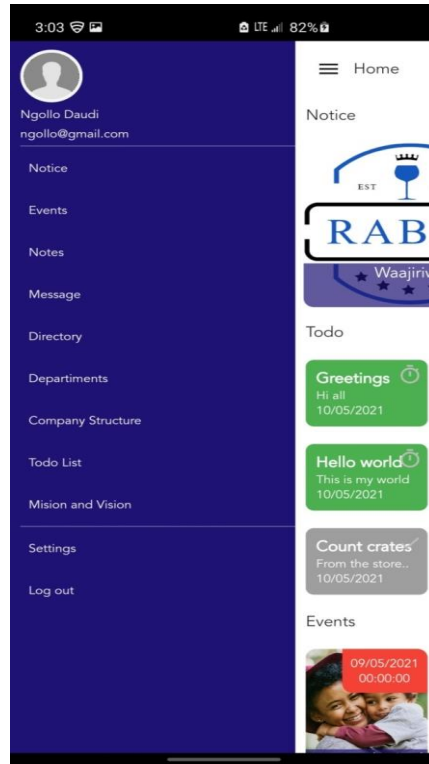 3:03
LTE 82%
Ngollo Daudi
ngollo@gmail.com
Notice
Events
Notes
Message
Directory
Departiments
Company Structure
Todo List
Mision and Vision
Settings
Log out
Home
Notice
EST
RAB
Waajiriw
Todo
Greetings
Hi all
10/05/2021
Hello world
This is my world
10/05/2021
Count crates
From the store..
10/05/2021
Events
09/05/2021
00:00:00